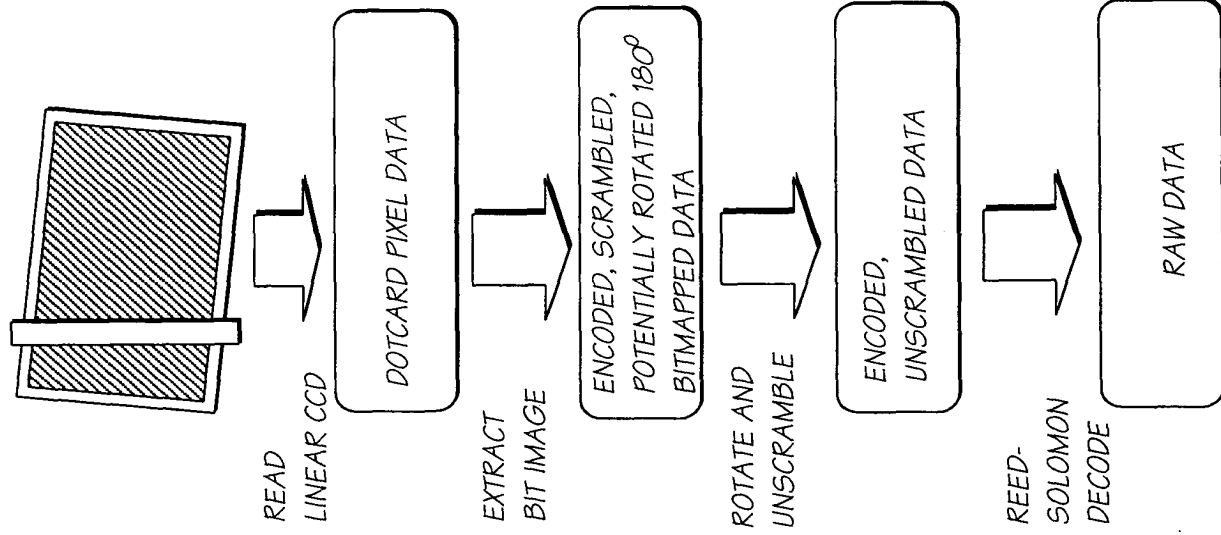 READ
LINEAR CCD
DOTCARD PIXEL DATA
EXTRACT
BIT IMAGE
ENCODED, SCRAMBLED,
POTENTIALLY ROTATED 180⁰
BITMAPPED DATA
ROTATE AND
UNSCRAMBLE
ENCODED,
UNSCRAMBLED DATA
REED-
SOLOMON
DECODE
RAW DATA